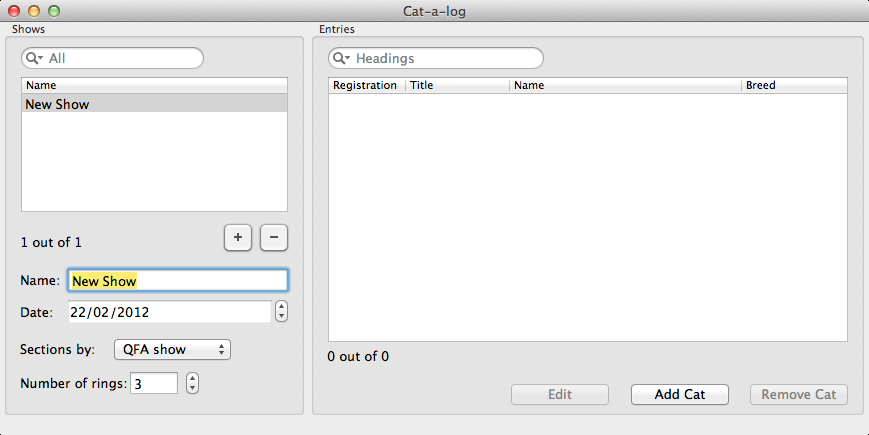 Cat-a-log
Shows
All
Name
New Show
1 out of 1
+ −
Name: New Show
Date: 22/02/2012
Sections by: QFA show
Number of rings: 3
Entries
Headings
Registration Title Name Breed
0 out of 0
Edit Add Cat Remove Cat